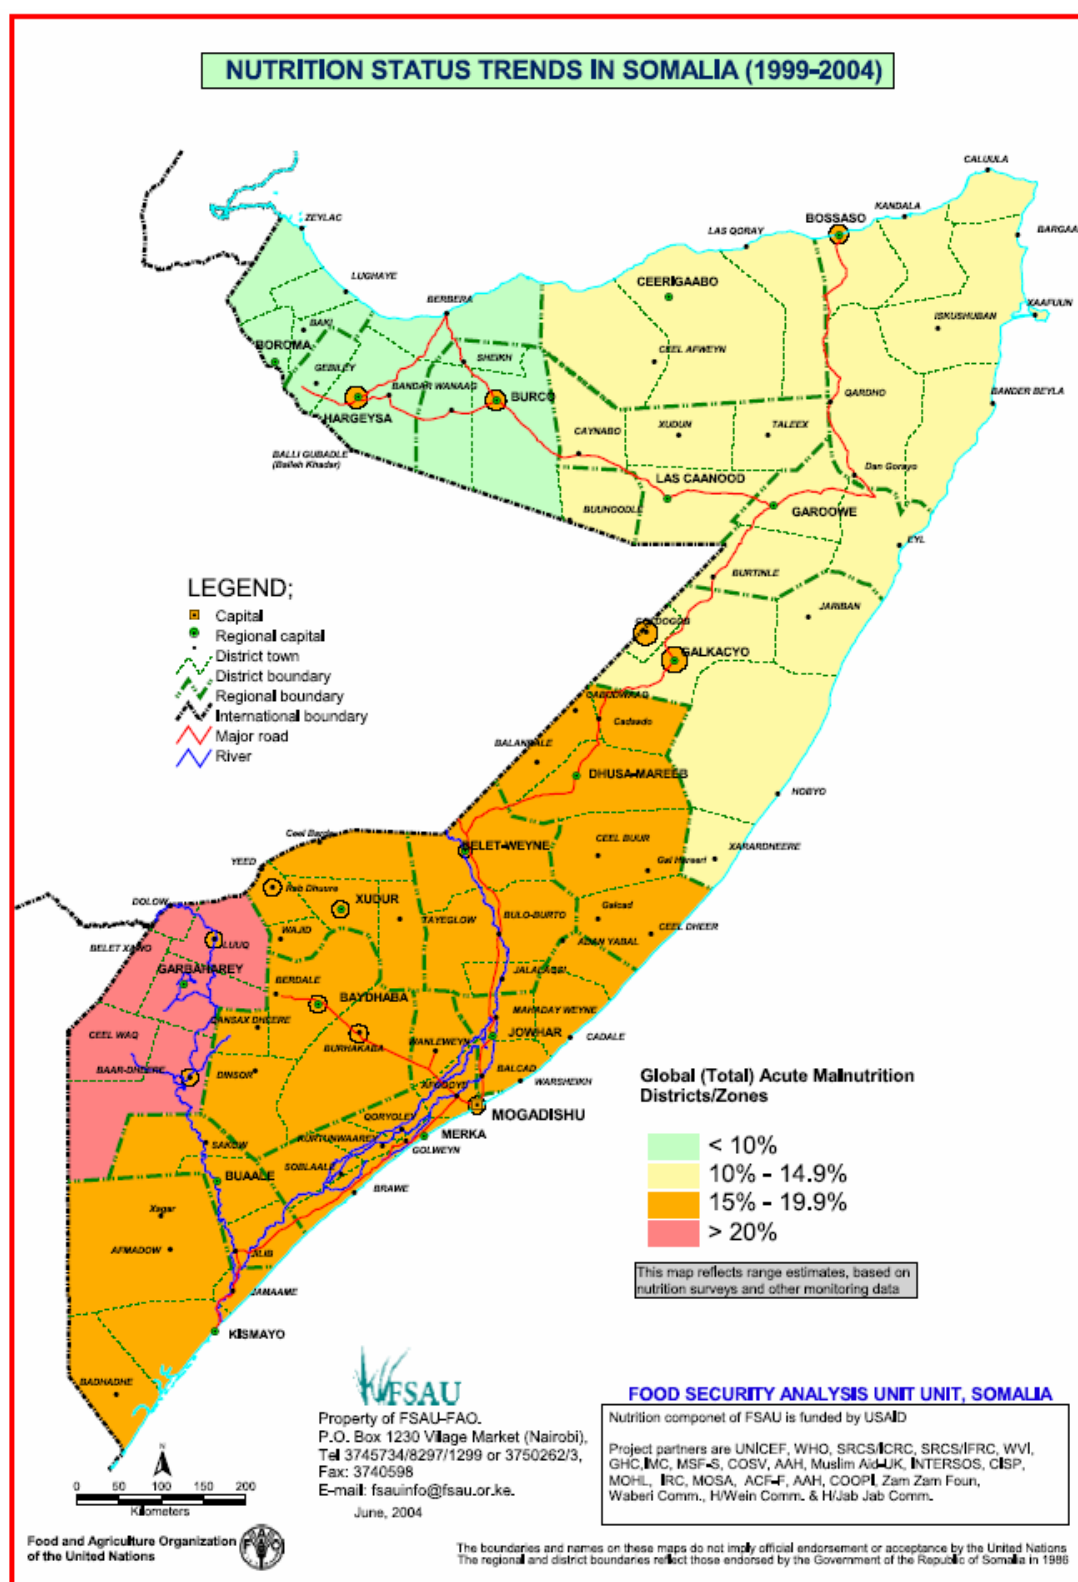 NUTRITION STATUS TRENDS IN SOMALIA (1999-2004)
CALUULA
KANDALA
BOSSASO
BARGAA
ZEYLAC
LAS QORAY
LUGHAYE
CEERIGAABO
BERBERA
XAAFUUN
ISKUSHUBAN
BAKI
BOROMA
SHEIKH
CEEL AFWEYN
GEBILEY
BANDAR WANAAG
BURCO
QARDHO
BANDER BEYLA
HARGEYSA
CAYNABO
XUDUN
TALEEX
BALLI GUBADLE
(Balleh Khadar)
Dan Gorayo
LAS CAANOOD
BUUHOODLE
GAROOWE
EYL
BURTINLE
JARIBAN
GALKACYO
LEGEND;
Capital
Regional capital
District town
District boundary
Regional boundary
International boundary
Major road
River
Cadaado
BALANBALE
DHUSA-MAREEB
HOBYO
Ceel Barde
BELET-WEYNE
CEEL BUUR
XARARDHEERE
YEED
Rab Dhuure
DOLOW
XUDUR
TAYEGLOW
BULO-BURTO
Galcad
CEEL DHEER
BELET XAWO
LUUQ
WAJID
ADAN YABAL
GARBAHAREY
JALALAQSI
BERDALE
BAYDHABA
MAHADAY WEYNE
CEEL WAQ
QANSAX DHEERE
BURHAKABA
WANLEWEYN
JOWHAR
CADALE
BAAR-DHEERE
DINSOR
BALCAD
WARSHEIKH
AFGOOYE
MOGADISHU
QORYOLEY
MERKA
KURTUNWAAREY
GOLWEYN
SAKOW
SOBLAALE
BUAALE
BRAWE
Xagar
AFMADOW
JILIB
JAMAAME
KISMAYO
BADHADHE
Global (Total) Acute Malnutrition
Districts/Zones
< 10%
10% - 14.9%
15% - 19.9%
> 20%
This map reflects range estimates, based on
nutrition surveys and other monitoring data
FSAU
Property of FSAU-FAO.
P.O. Box 1230 Village Market (Nairobi),
Tel 3745734/8297/1299 or 3750262/3,
Fax: 3740598
E-mail: fsauinfo@fsau.or.ke.
June, 2004
FOOD SECURITY ANALYSIS UNIT UNIT, SOMALIA
Nutrition componet of FSAU is funded by USAID
Project partners are UNICEF, WHO, SRCS/ICRC, SRCS/IFRC, WVI,
GHC,IMC, MSF-S, COSV, AAH, Muslim Aid-UK, INTERSOS, CISP,
MOHL, IRC, MOSA, ACF-F, AAH, COOPI, Zam Zam Foun,
Waberi Comm., H/Wein Comm. & H/Jab Jab Comm.
N
50 0 50 100 150 200
Kilometers
Food and Agriculture Organization
of the United Nations
The boundaries and names on these maps do not imply official endorsement or acceptance by the United Nations
The regional and district boundaries reflect those endorsed by the Government of the Republic of Somalia in 1986